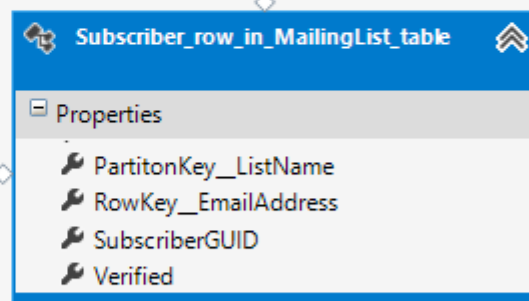 Subscriber_row_in_MailingList_table
Properties
PartitonKey__ListName
RowKey__EmailAddress
SubscriberGUID
Verified